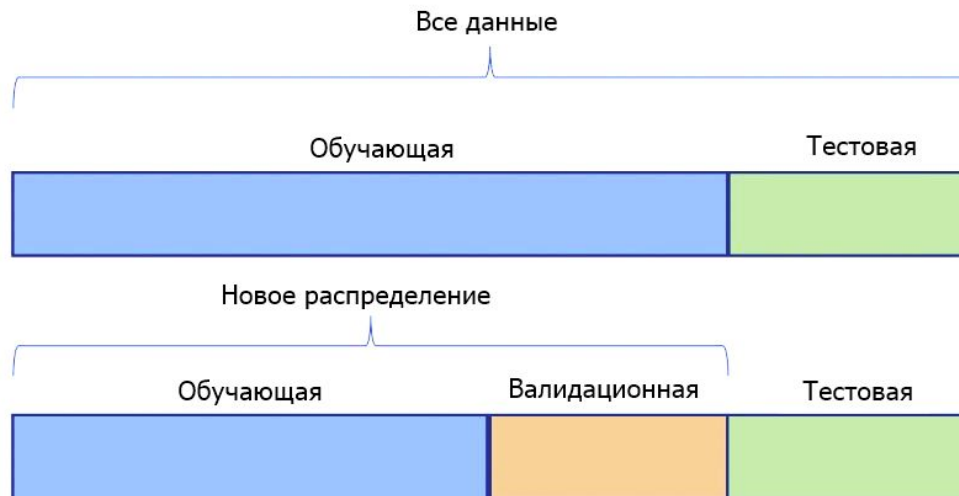 Все данные
Обучающая Тестовая
Новое распределение
Обучающая Валидационная Тестовая